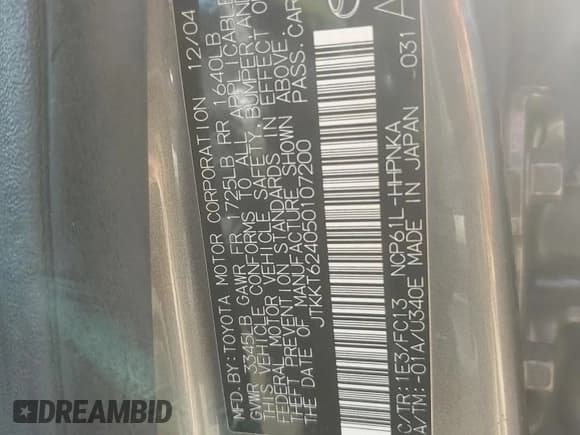 MFD BY: TOYOTA MOTOR CORPORATION 12/04
GVWR 3345LB GAWR FR 1725LB RR 1640LB
THIS VEHICLE CONFORMS TO ALL APPLICABLE
FEDERAL MOTOR VEHICLE SAFETY, BUMPER, AND
THEFT PREVENTION STANDARDS IN EFFECT ON
THE DATE OF MANUFACTURE SHOWN ABOVE.
JTKKT624050107200 PASS.CAR
C/TR:1E3/FC13 NCP61L-HHPNKA
A/TM:-01A/U340E MADE IN JAPAN 031
A
DREAMBID